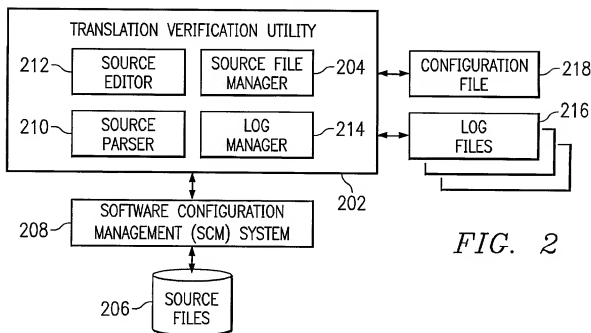 TRANSLATION VERIFICATION UTILITY
212
SOURCE
EDITOR
SOURCE FILE
MANAGER
204
CONFIGURATION
FILE
218
210
SOURCE
PARSER
LOG
MANAGER
214
LOG
FILES
216
202
208
SOFTWARE CONFIGURATION
MANAGEMENT (SCM) SYSTEM
206
SOURCE
FILES
FIG. 2